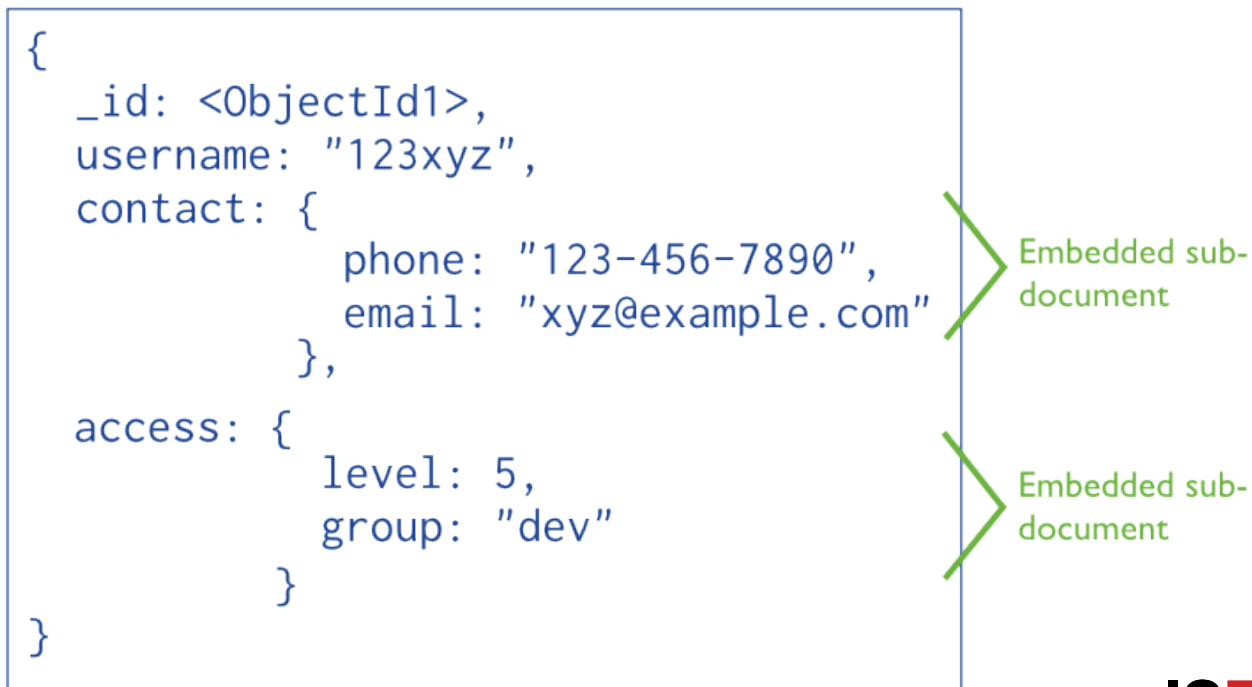 {
_id: <ObjectId1>,
username: "123xyz",
contact: {
phone: "123-456-7890",
email: "xyz@example.com"
},
Embedded sub-
document
access: {
level: 5,
group: "dev"
}
Embedded sub-
document
}